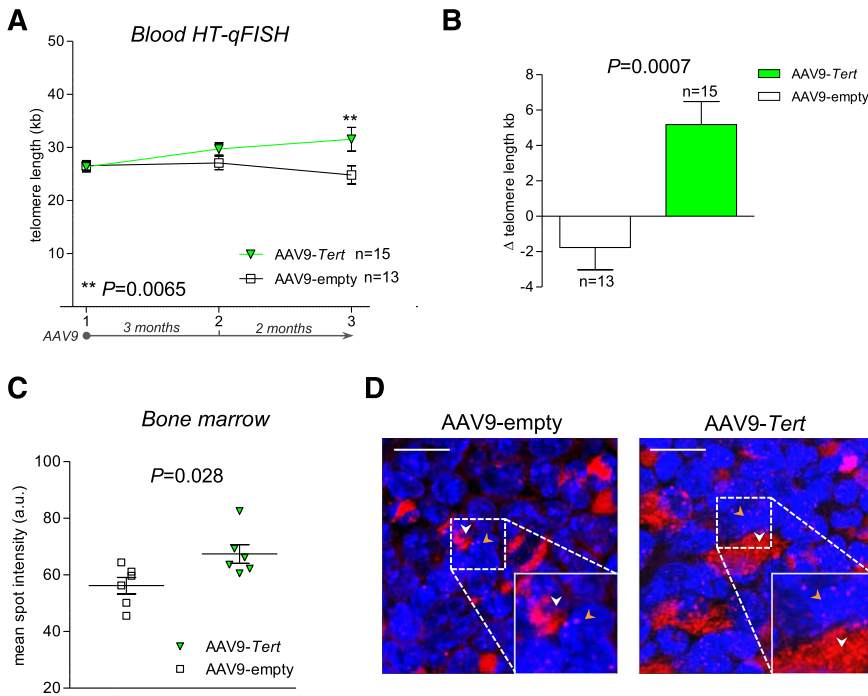 A
Blood HT-qFISH
50
40
30
20
10
telomere length (kb)
**
AAV9-Tert n=15
AAV9-empty n=13
** P=0.0065
1 2 3
AAV9 3 months 2 months
B
P=0.0007
AAV9-Tert
AAV9-empty
8
6
4
2
0
-2
-4
Δ telomere length kb
n=15
n=13
C
Bone marrow
P=0.028
100
80
60
40
20
mean spot intensity (a.u.)
AAV9-Tert
AAV9-empty
D
AAV9-empty
AAV9-Tert